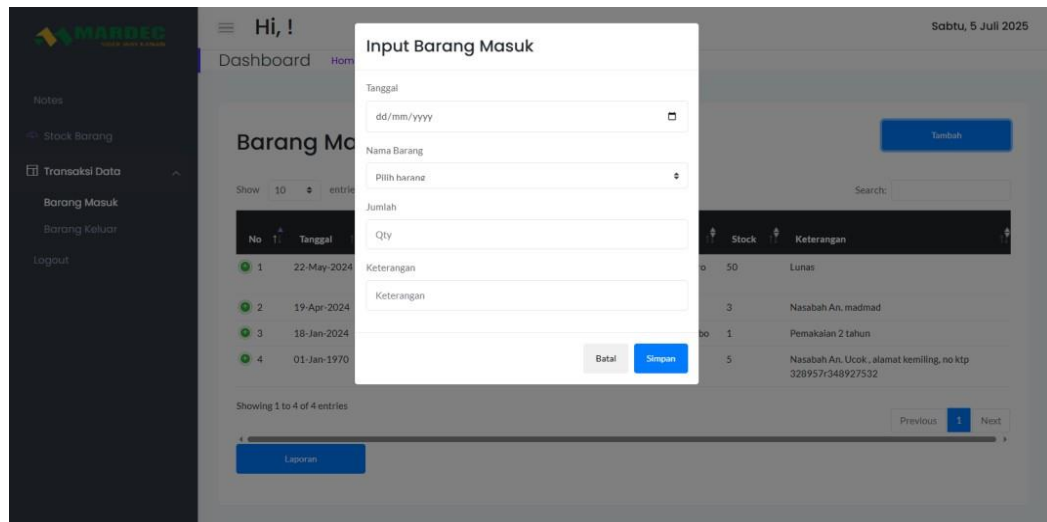 MARDEC
Hi, !
Sabtu, 5 Juli 2025
Dashboard Hom
Notes
Stock Barang
Transaksi Data
Barang Masuk
Barang Keluar
Logout
Input Barang Masuk
Tanggal
dd/mm/yyyy
Nama Barang
Pilih barang
Jumlah
Qty
Keterangan
Keterangan
Batal Simpan
Barang Ma
Tambah
Show 10 entrie
Search:
No Tanggal Stock Keterangan
1 22-May-2024 o 50 Lunas
2 19-Apr-2024 3 Nasabah An. madmad
3 18-Jan-2024 bo 1 Pemakaian 2 tahun
4 01-Jan-1970 5 Nasabah An. Ucok , alamat kemiling, no ktp
328957r348927532
Showing 1 to 4 of 4 entries
Previous 1 Next
Laporan